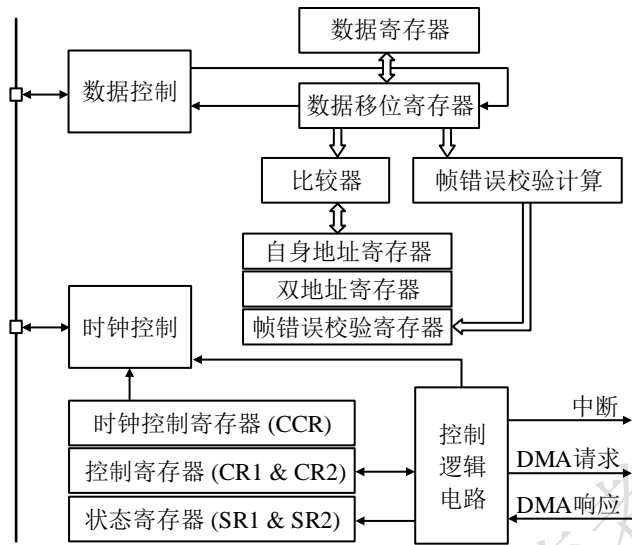 数据寄存器
数据控制
数据移位寄存器
比较器
帧错误校验计算
自身地址寄存器
双地址寄存器
时钟控制
帧错误校验寄存器
时钟控制寄存器 (CCR)
控制寄存器 (CR1 & CR2)
状态寄存器 (SR1 & SR2)
控制
逻辑
电路
中断
DMA请求
DMA响应